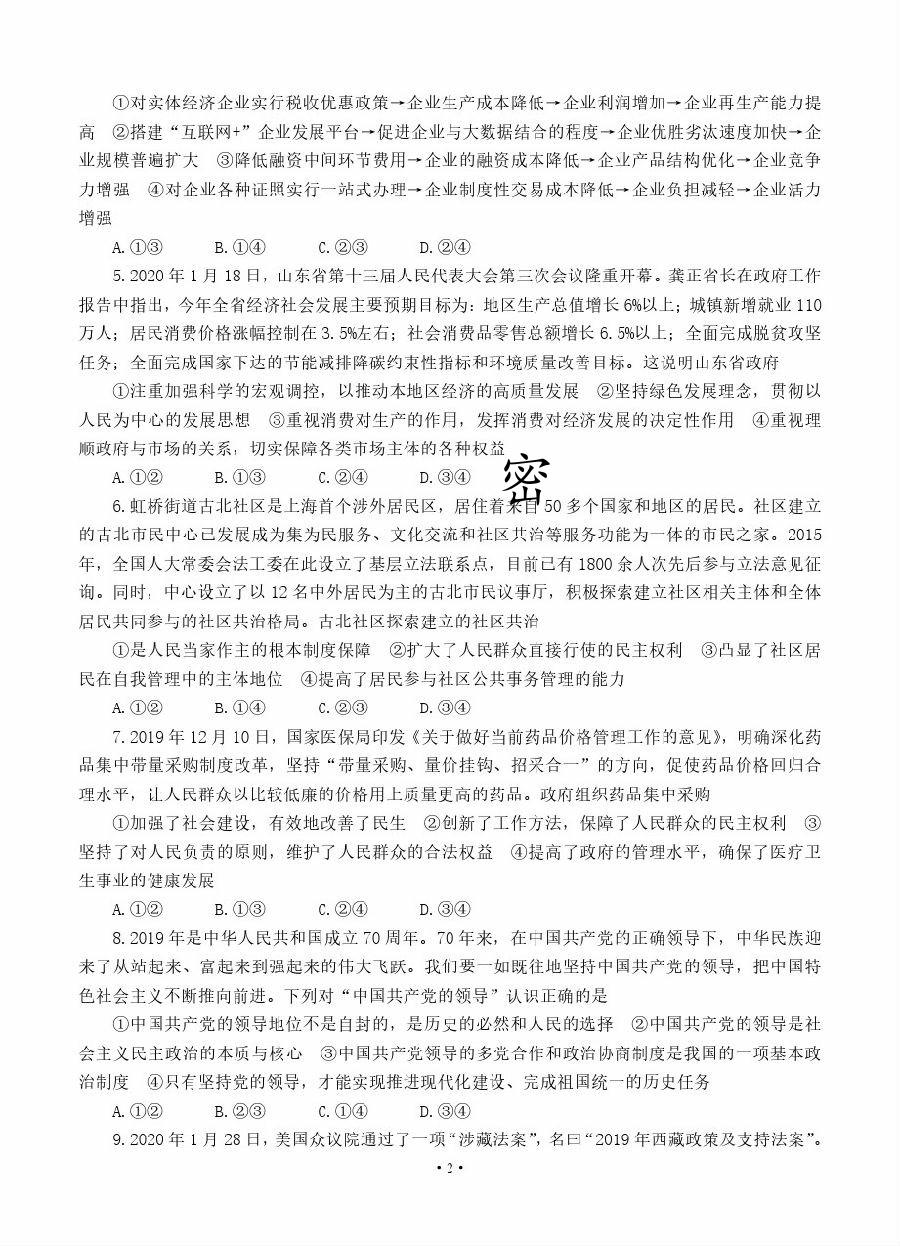 ①对实体经济企业实行税收优惠政策→企业生产成本降低→企业利润增加→企业再生产能力提
高　②搭建“互联网+”企业发展平台→促进企业与大数据结合的程度→企业优胜劣汰速度加快→企
业规模普遍扩大　③降低融资中间环节费用→企业的融资成本降低→企业产品结构优化→企业竞争
力增强　④对企业各种证照实行一站式办理→企业制度性交易成本降低→企业负担减轻→企业活力
增强
A.①③　B.①④　C.②③　D.②④
5.2020年1月18日，山东省第十三届人民代表大会第三次会议隆重开幕。龚正省长在政府工作
报告中指出，今年全省经济社会发展主要预期目标为：地区生产总值增长6%以上；城镇新增就业110
万人；居民消费价格涨幅控制在3.5%左右；社会消费品零售总额增长6.5%以上；全面完成脱贫攻坚
任务；全面完成国家下达的节能减排降碳约束性指标和环境质量改善目标。这说明山东省政府
①注重加强科学的宏观调控，以推动本地区经济的高质量发展　②坚持绿色发展理念，贯彻以
人民为中心的发展思想　③重视消费对生产的作用，发挥消费对经济发展的决定性作用　④重视理
顺政府与市场的关系，切实保障各类市场主体的各种权益
A.①②　B.①③　C.②④　D.③④
密
6.虹桥街道古北社区是上海首个涉外居民区，居住着来自50多个国家和地区的居民。社区建立
的古北市民中心已发展成为集为民服务、文化交流和社区共治等服务功能为一体的市民之家。2015
年，全国人大常委会法工委在此设立了基层立法联系点，目前已有1800余人次先后参与立法意见征
询。同时，中心设立了以12名中外居民为主的古北市民议事厅，积极探索建立社区相关主体和全体
居民共同参与的社区共治格局。古北社区探索建立的社区共治
①是人民当家作主的根本制度保障　②扩大了人民群众直接行使的民主权利　③凸显了社区居
民在自我管理中的主体地位　④提高了居民参与社区公共事务管理的能力
A.①②　B.①④　C.②③　D.③④
7.2019年12月10日，国家医保局印发《关于做好当前药品价格管理工作的意见》，明确深化药
品集中带量采购制度改革，坚持“带量采购、量价挂钩、招采合一”的方向，促使药品价格回归合
理水平，让人民群众以比较低廉的价格用上质量更高的药品。政府组织药品集中采购
①加强了社会建设，有效地改善了民生　②创新了工作方法，保障了人民群众的民主权利　③
坚持了对人民负责的原则，维护了人民群众的合法权益　④提高了政府的管理水平，确保了医疗卫
生事业的健康发展
A.①②　B.①③　C.②④　D.③④
8.2019年是中华人民共和国成立70周年。70年来，在中国共产党的正确领导下，中华民族迎
来了从站起来、富起来到强起来的伟大飞跃。我们要一如既往地坚持中国共产党的领导，把中国特
色社会主义不断推向前进。下列对“中国共产党的领导”认识正确的是
①中国共产党的领导地位不是自封的，是历史的必然和人民的选择　②中国共产党的领导是社
会主义民主政治的本质与核心　③中国共产党领导的多党合作和政治协商制度是我国的一项基本政
治制度　④只有坚持党的领导，才能实现推进现代化建设、完成祖国统一的历史任务
A.①②　B.②③　C.①④　D.③④
9.2020年1月28日，美国众议院通过了一项“涉藏法案”，名曰“2019年西藏政策及支持法案”。
·2·